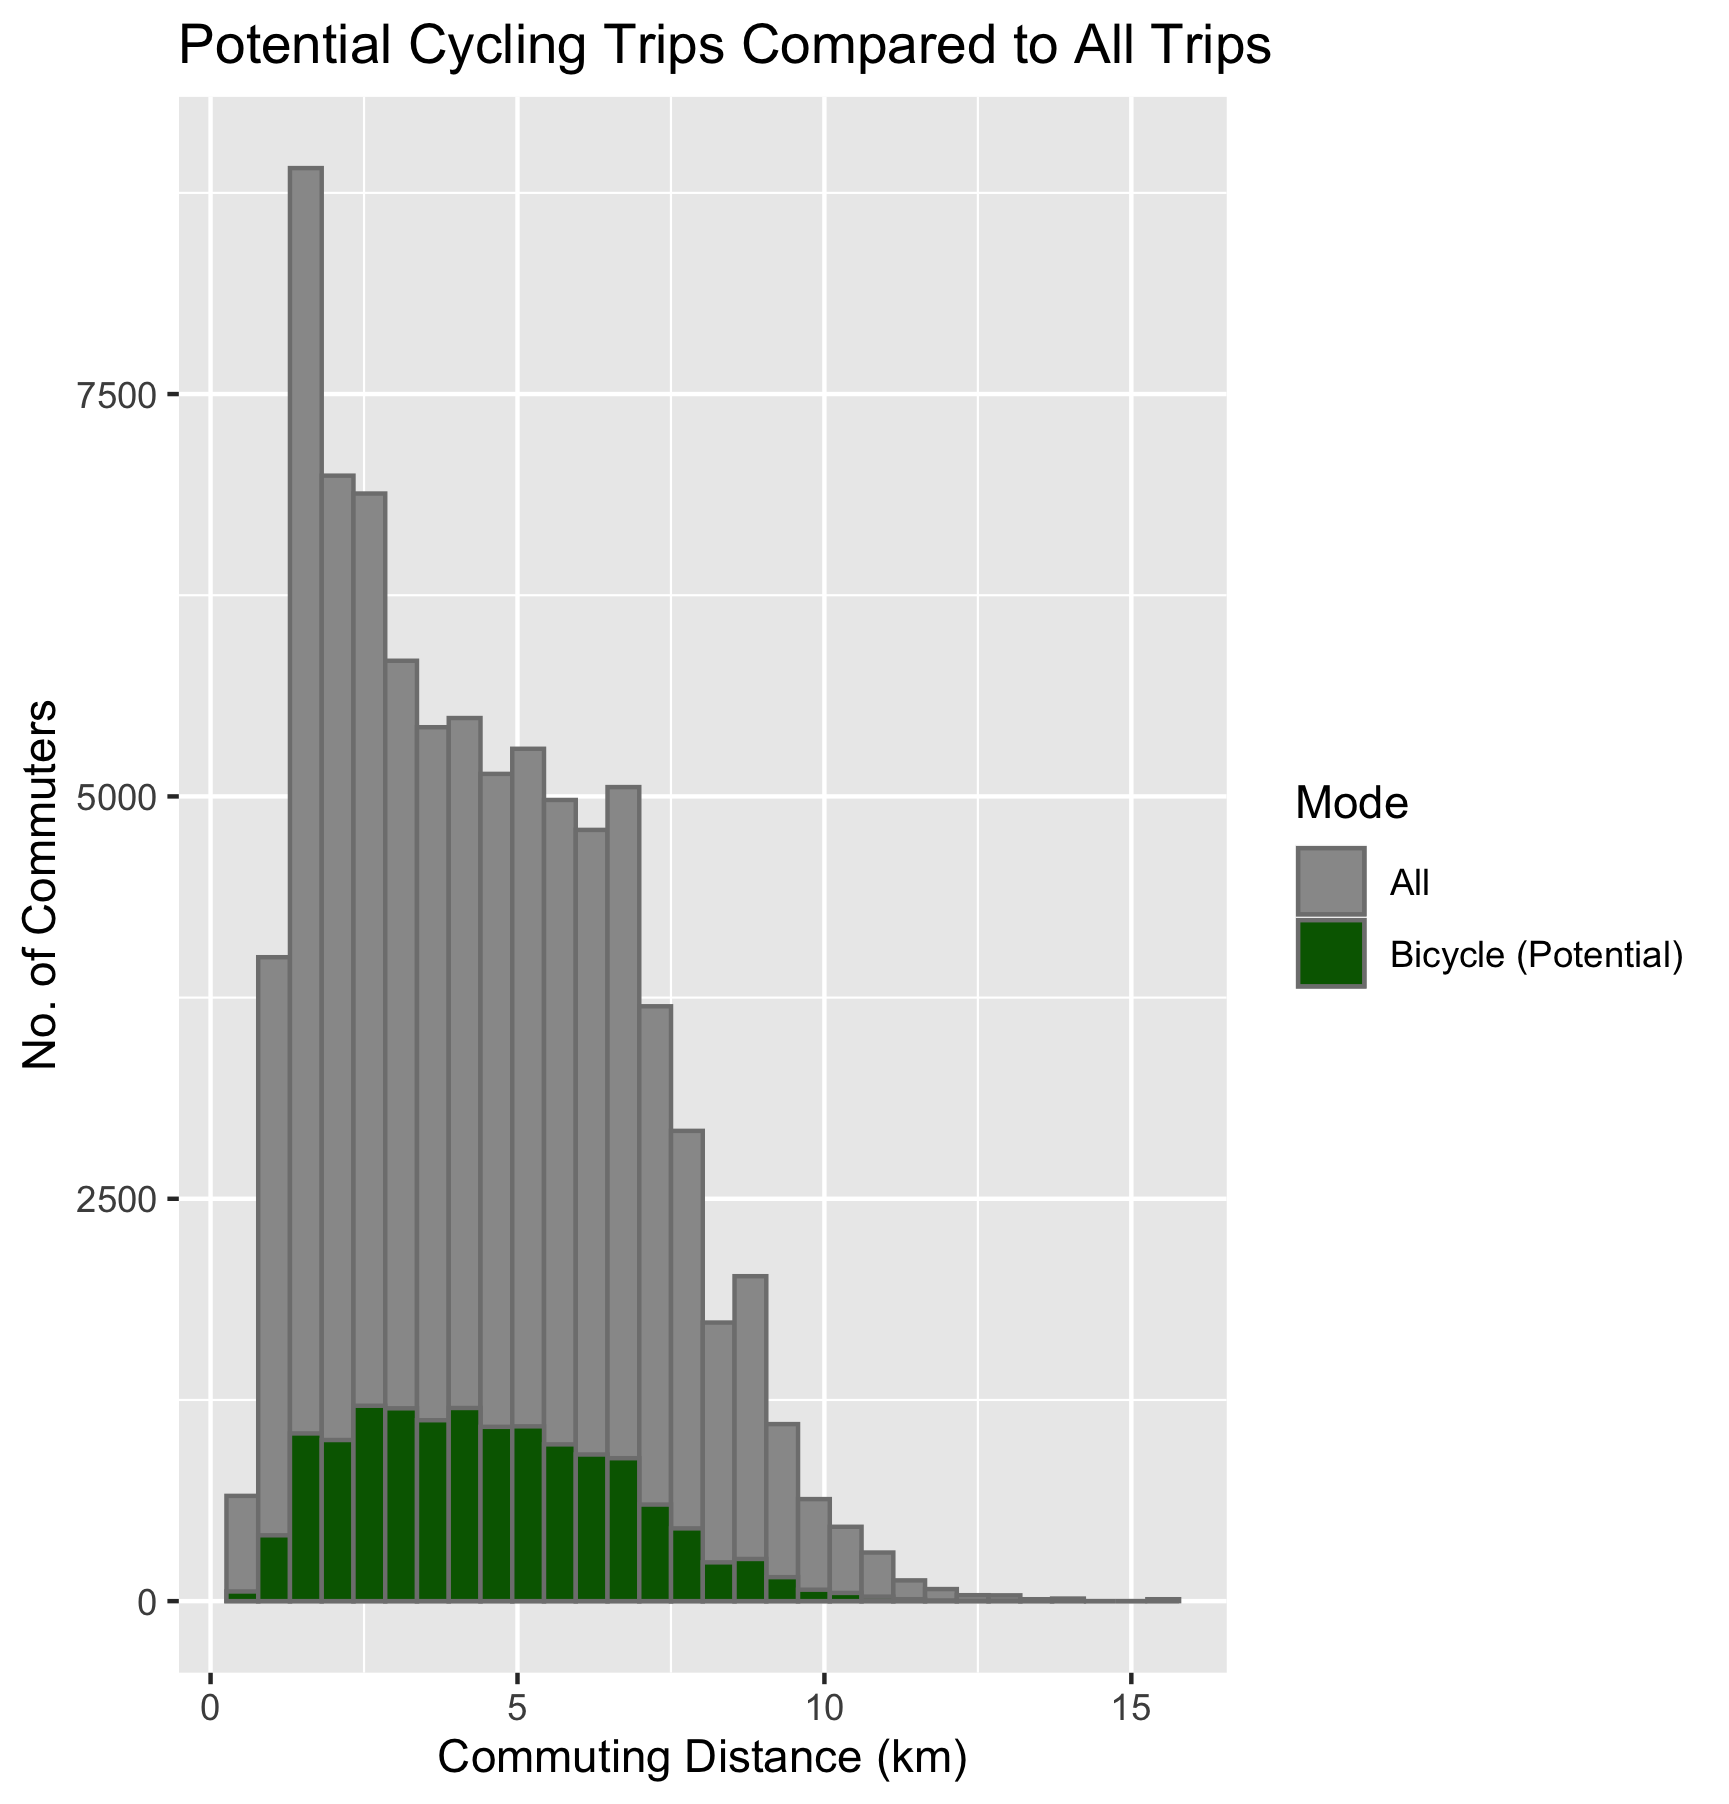 Potential Cycling Trips Compared to All Trips
No. of Commuters
7500
5000
2500
0
0 5 10 15
Commuting Distance (km)
Mode
All
Bicycle (Potential)